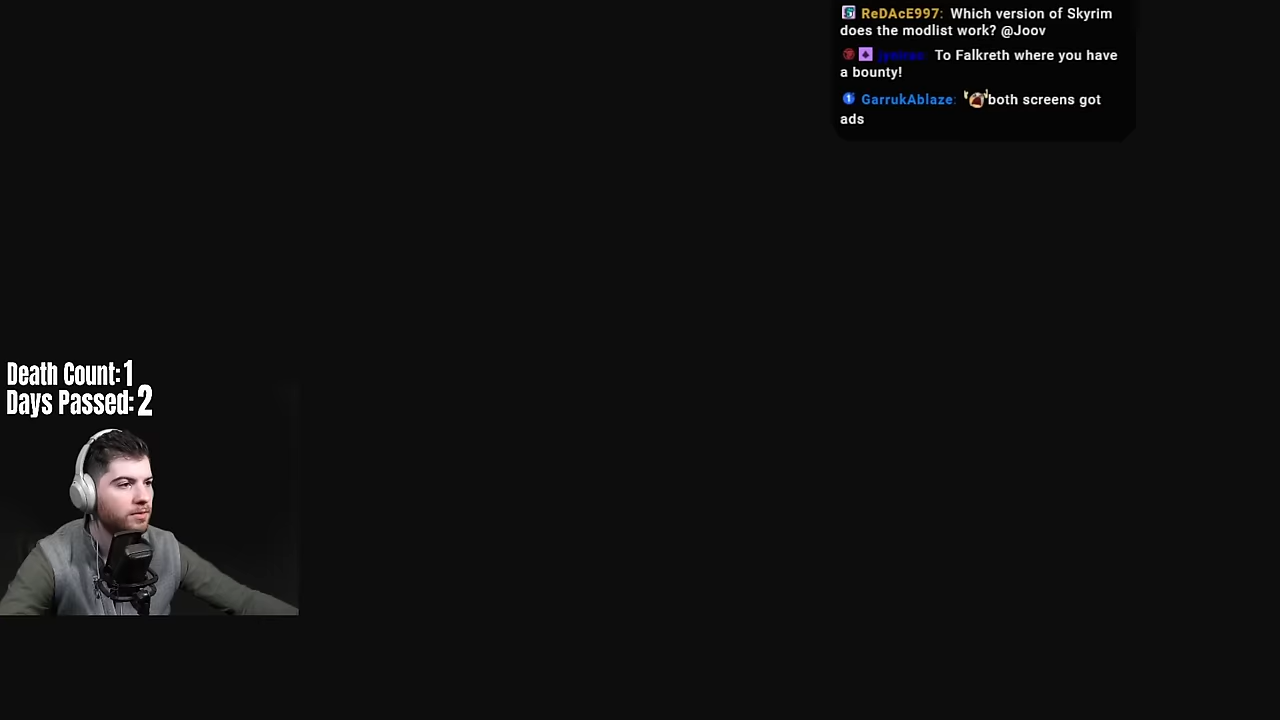 ReDAcE997: Which version of Skyrim
does the modlist work? @Joov
To Falkreth where you have
a bounty!
1 GarrukAblaze: both screens got
ads
Death Count: 1
Days Passed: 2